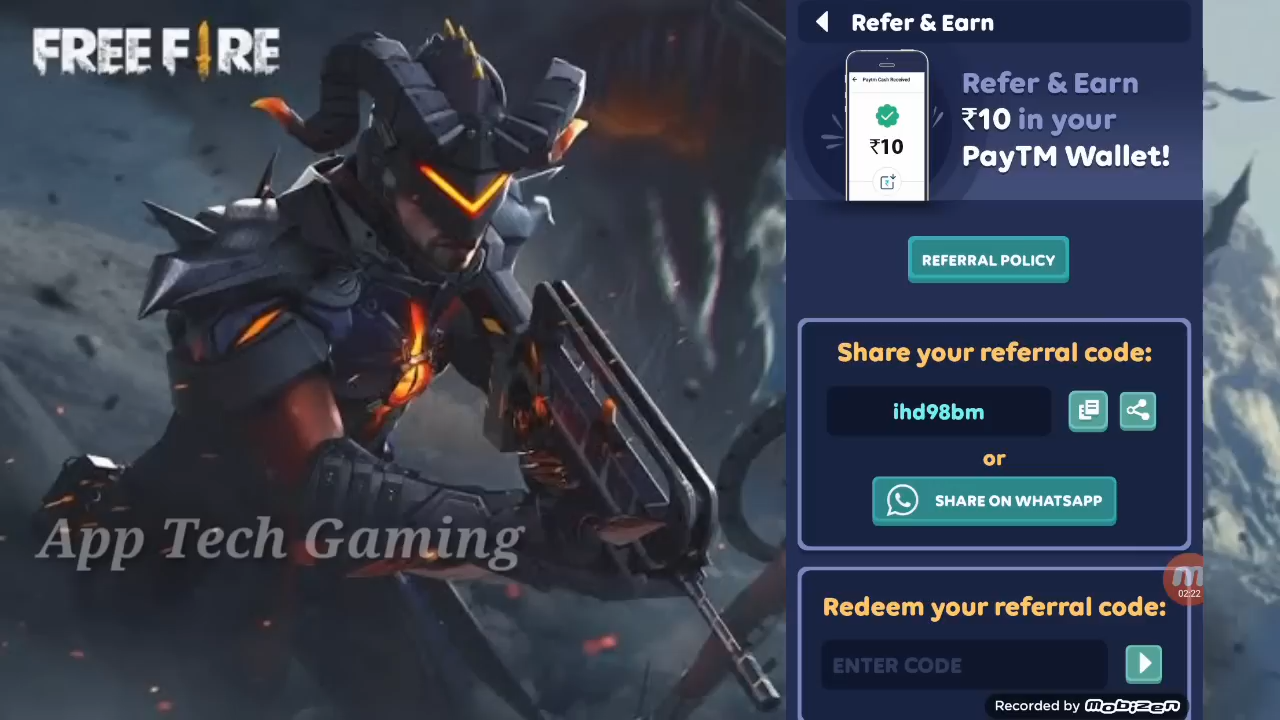 FREE FIRE
App Tech Gaming
Refer & Earn
Paytm Cash Received
₹10
Refer & Earn
₹10 in your
PayTM Wallet!
REFERRAL POLICY
Share your referral code:
ihd98bm
or
SHARE ON WHATSAPP
02:22
Redeem your referral code:
ENTER CODE
Recorded by Mobizen